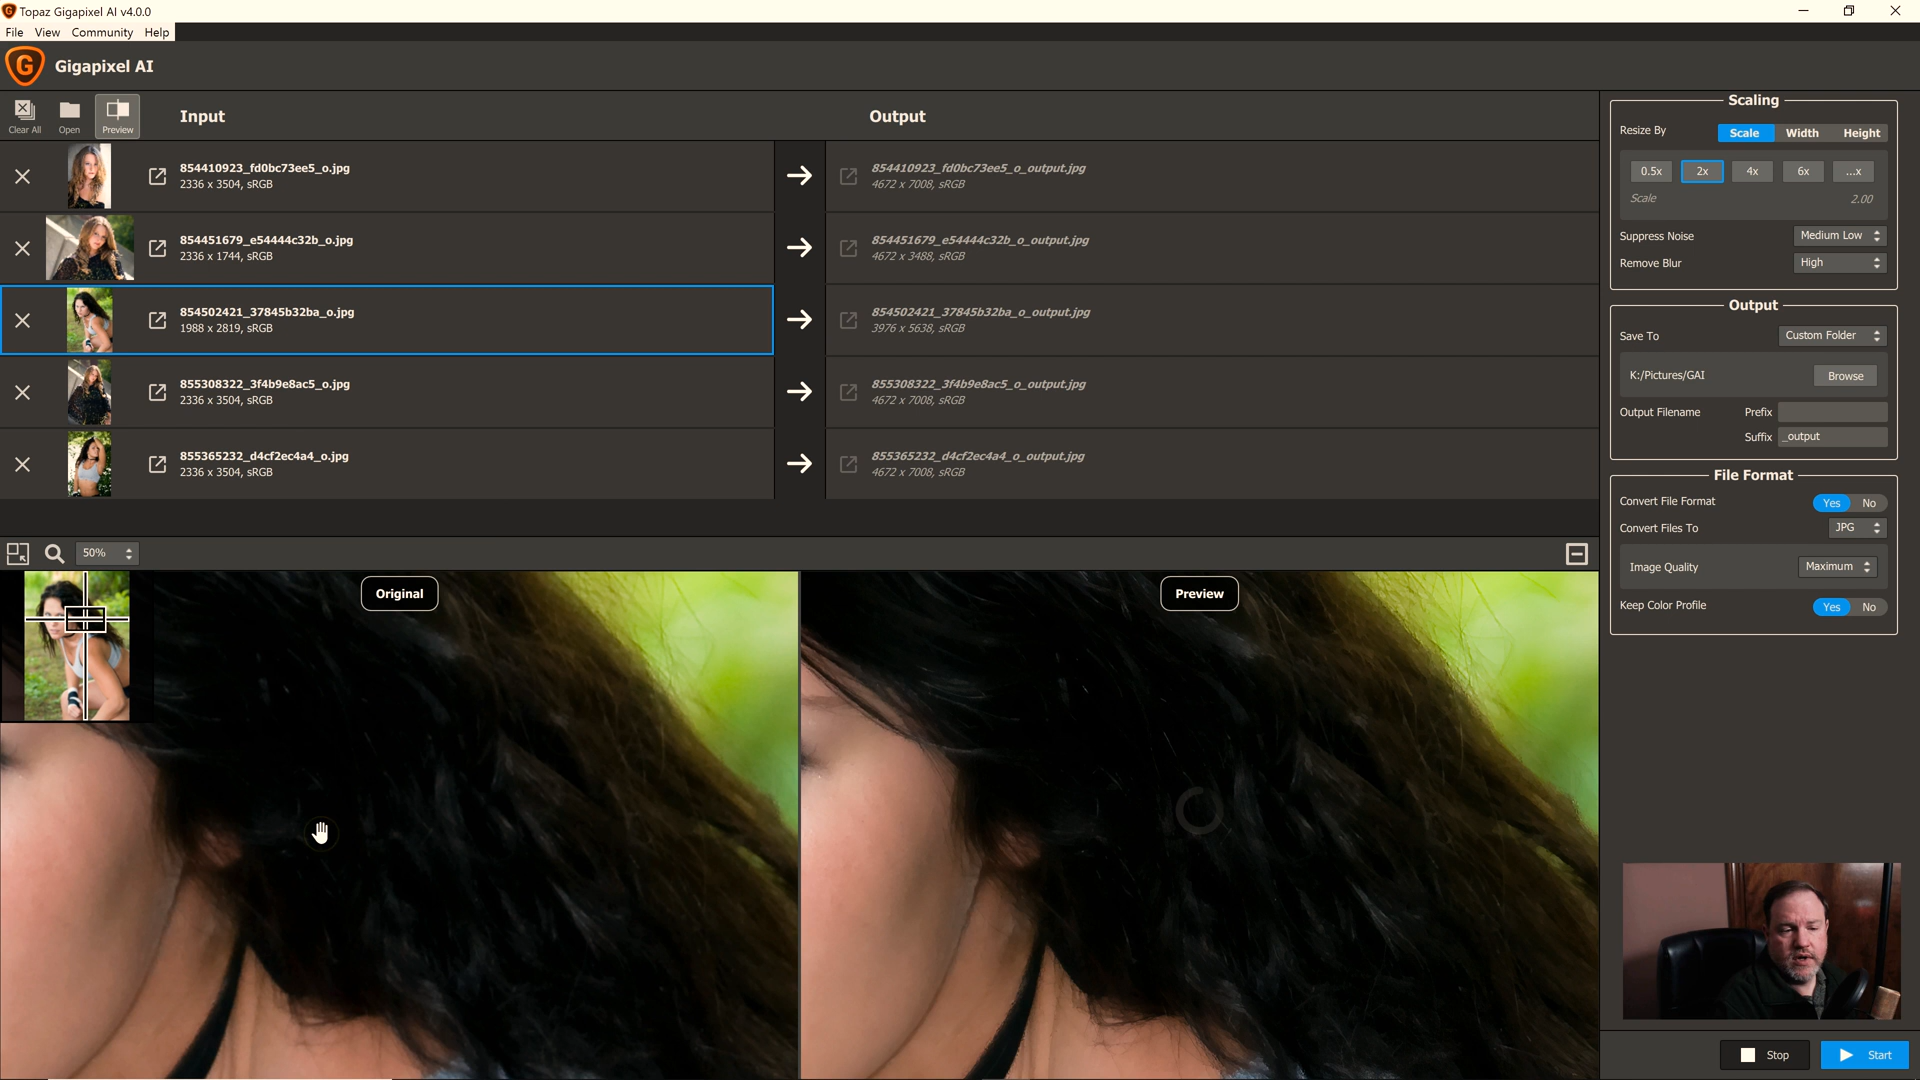 Topaz Gigapixel AI v4.0.0
File View Community Help
G Gigapixel AI
Clear All Open Preview
Input
Output
854410923_fd0bc73ee5_o.jpg
2336 x 3504, sRGB
854410923_fd0bc73ee5_o_output.jpg
4672 x 7008, sRGB
854451679_e54444c32b_o.jpg
2336 x 1744, sRGB
854451679_e54444c32b_o_output.jpg
4672 x 3488, sRGB
854502421_37845b32ba_o.jpg
1988 x 2819, sRGB
854502421_37845b32ba_o_output.jpg
3976 x 5638, sRGB
855308322_3f4b9e8ac5_o.jpg
2336 x 3504, sRGB
855308322_3f4b9e8ac5_o_output.jpg
4672 x 7008, sRGB
855365232_d4cf2ec4a4_o.jpg
2336 x 3504, sRGB
855365232_d4cf2ec4a4_o_output.jpg
4672 x 7008, sRGB
50%
Original
Preview
Scaling
Resize By Scale Width Height
0.5x 2x 4x 6x ...x
Scale 2.00
Suppress Noise Medium Low
Remove Blur High
Output
Save To Custom Folder
K:/Pictures/GAI Browse
Output Filename Prefix
Suffix _output
File Format
Convert File Format Yes No
Convert Files To JPG
Image Quality Maximum
Keep Color Profile Yes No
Stop Start